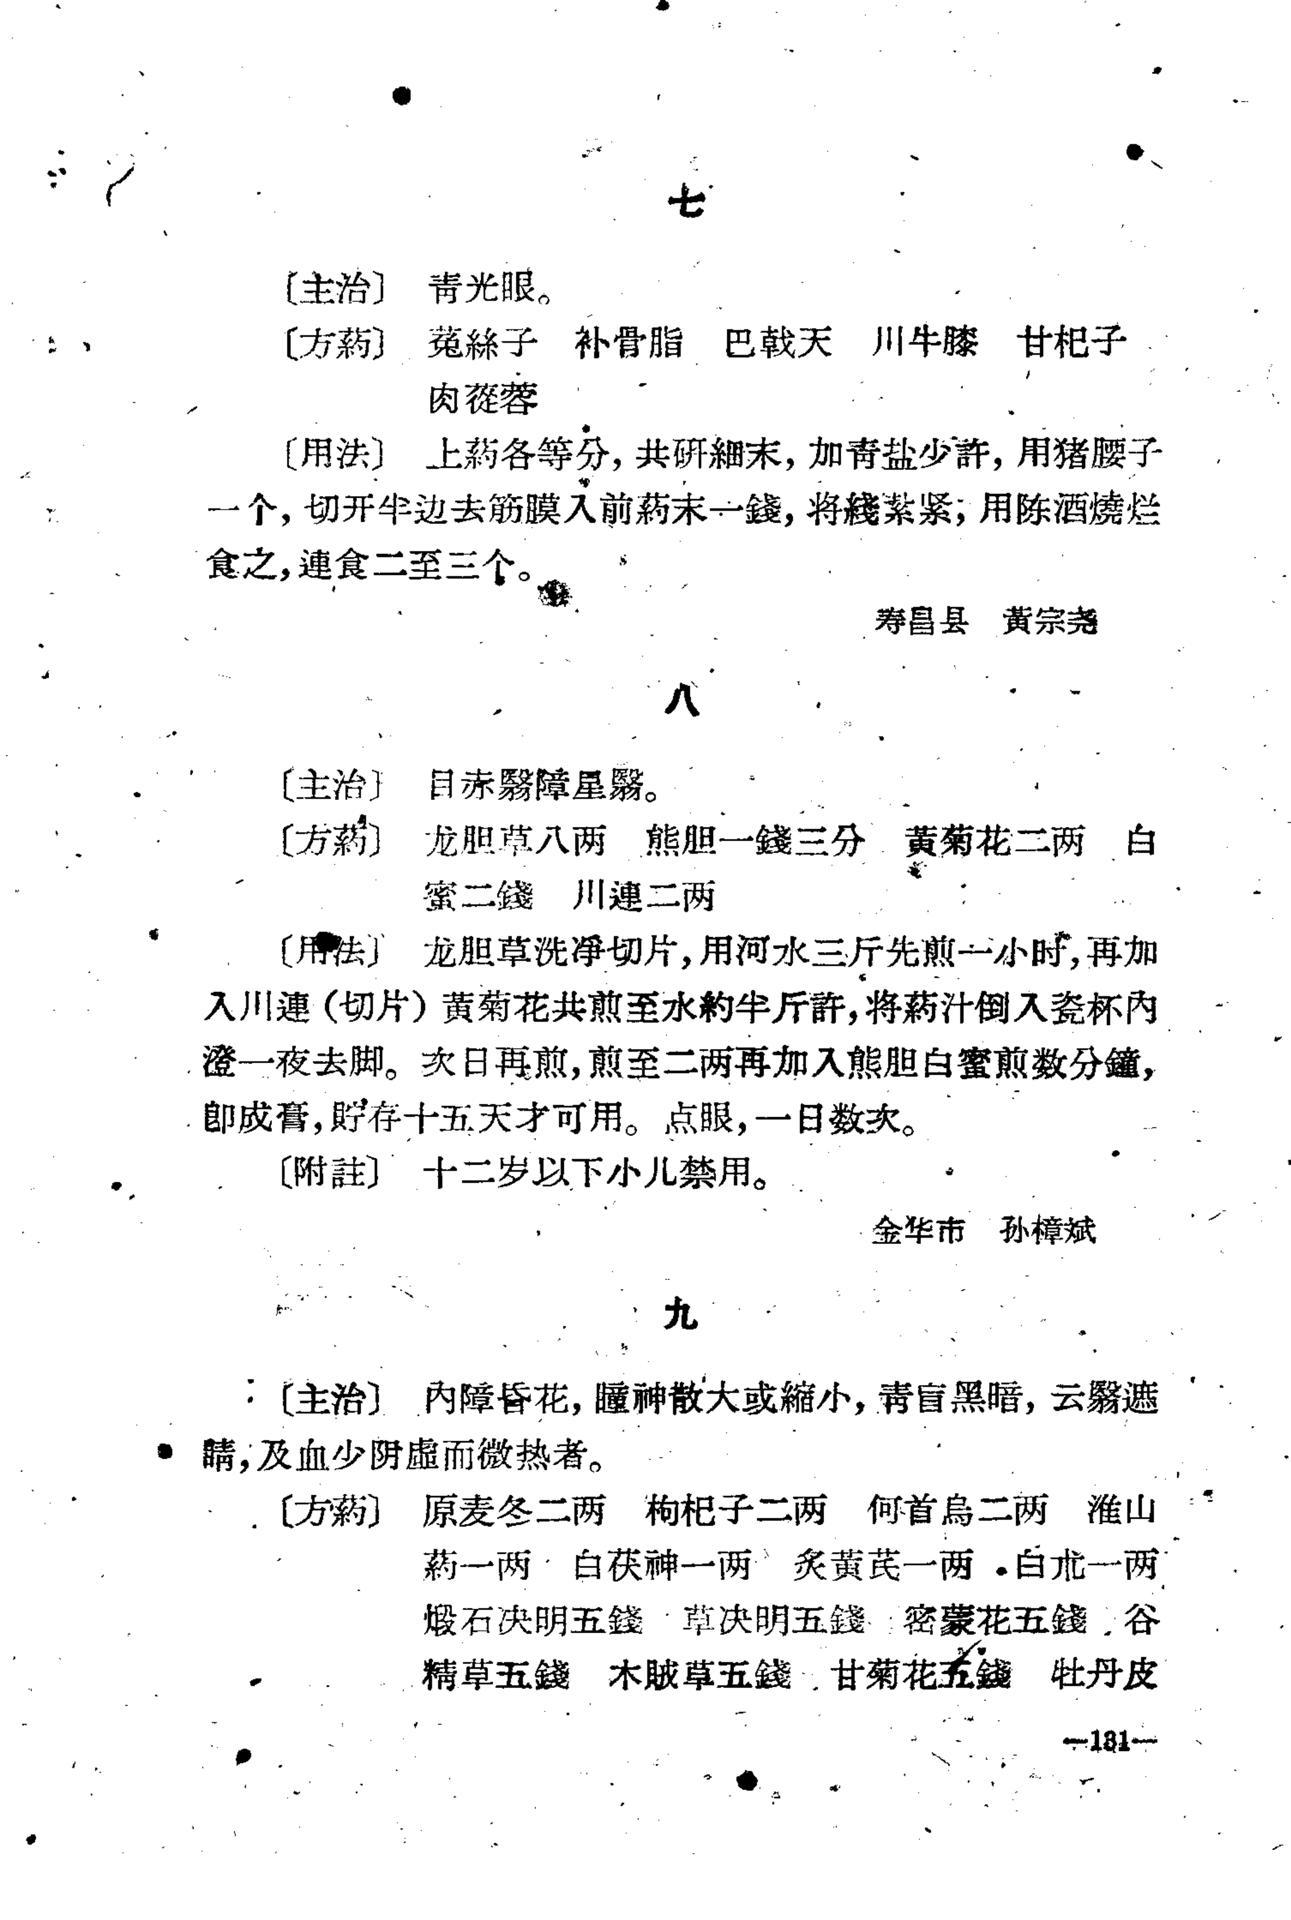 七
〔主治〕 青光眼。
〔方葯〕 菟絲子 补骨脂 巴戟天 川牛膝 甘杞子
肉蓯蓉
〔用法〕 上葯各等分，共研細末，加青盐少許，用猪腰子
一个，切开半边去筋膜入前葯末一錢，将綫紮紧，用陈酒燒烂
食之，連食二至三个。
寿昌县 黃宗尧
八
〔主治〕 目赤翳障星翳。
〔方葯〕 龙胆草八两 熊胆一錢三分 黃菊花二两 白
蜜二錢 川連二两
〔用法〕 龙胆草洗淨切片，用河水三斤先煎一小时，再加
入川連（切片）黃菊花共煎至水約半斤許，将葯汁倒入瓷杯內
澄一夜去脚。次日再煎，煎至二两再加入熊胆白蜜煎数分鐘，
卽成膏，貯存十五天才可用。点眼，一日数次。
〔附註〕 十二岁以下小儿禁用。
金华市 孙樟斌
九
〔主治〕 內障昏花，瞳神散大或縮小，青盲黑暗，云翳遮
睛，及血少阴虛而微热者。
〔方葯〕 原麦冬二两 枸杞子二两 何首烏二两 淮山
葯一两 白茯神一两 炙黃芪一两 白朮一两
煅石决明五錢 草决明五錢 密蒙花五錢 谷
精草五錢 木賊草五錢 甘菊花五錢 牡丹皮
—131—